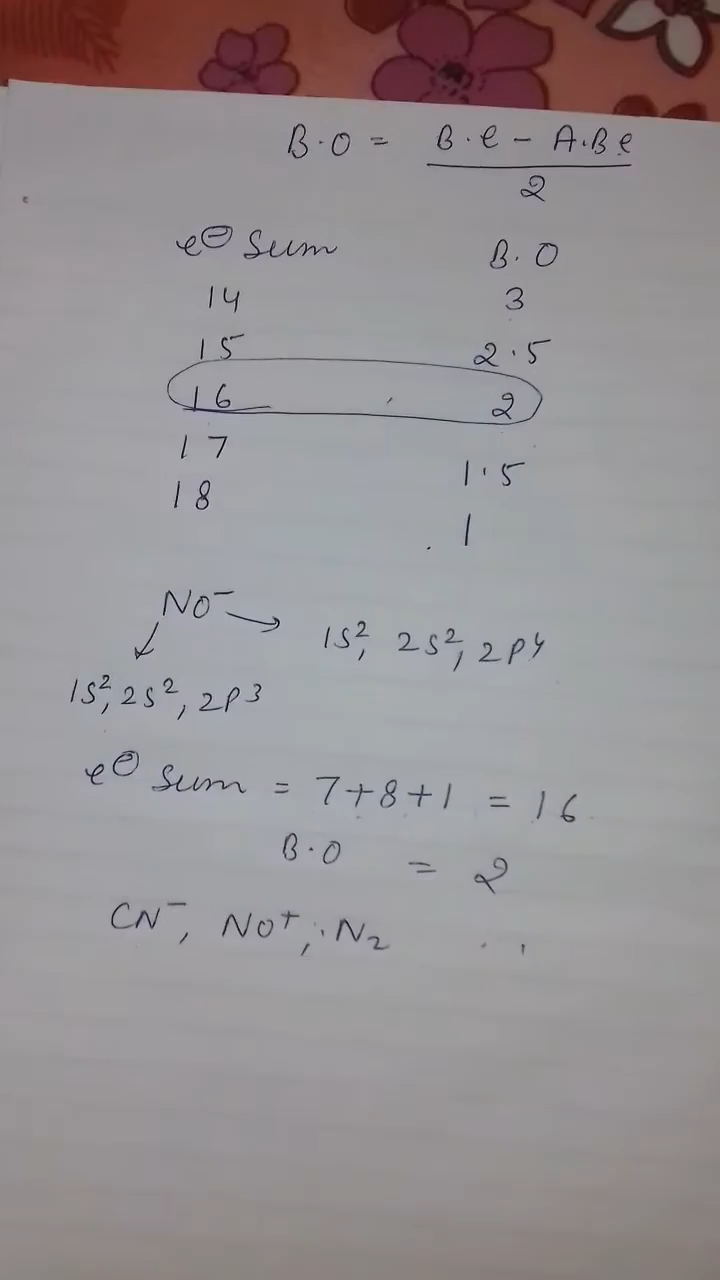 B.O = B.e - A.Be
2
e⊖ Sum B.O
14 3
15 2.5
16 2
17 1.5
18 1
NO⁻ → 1S², 2S², 2P⁴
1S², 2S², 2P³
e⊖ Sum = 7+8+1 = 16
B.O = 2
CN⁻, NO⁺, N₂